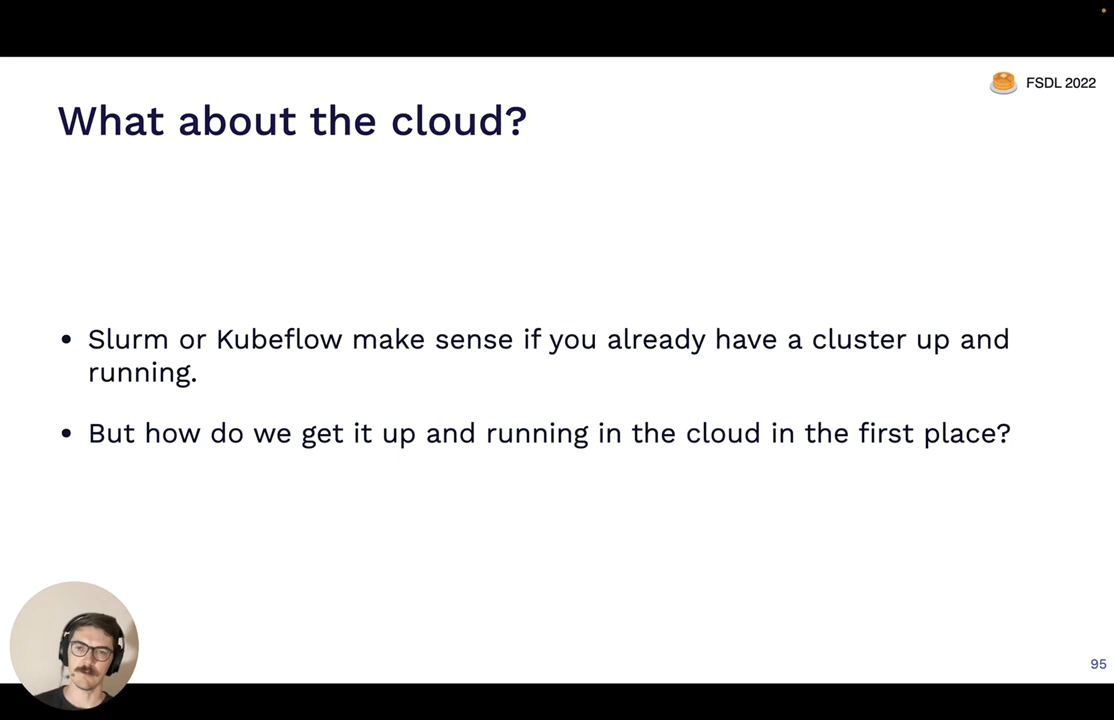 FSDL 2022
What about the cloud?
• Slurm or Kubeflow make sense if you already have a cluster up and
running.
• But how do we get it up and running in the cloud in the first place?
95